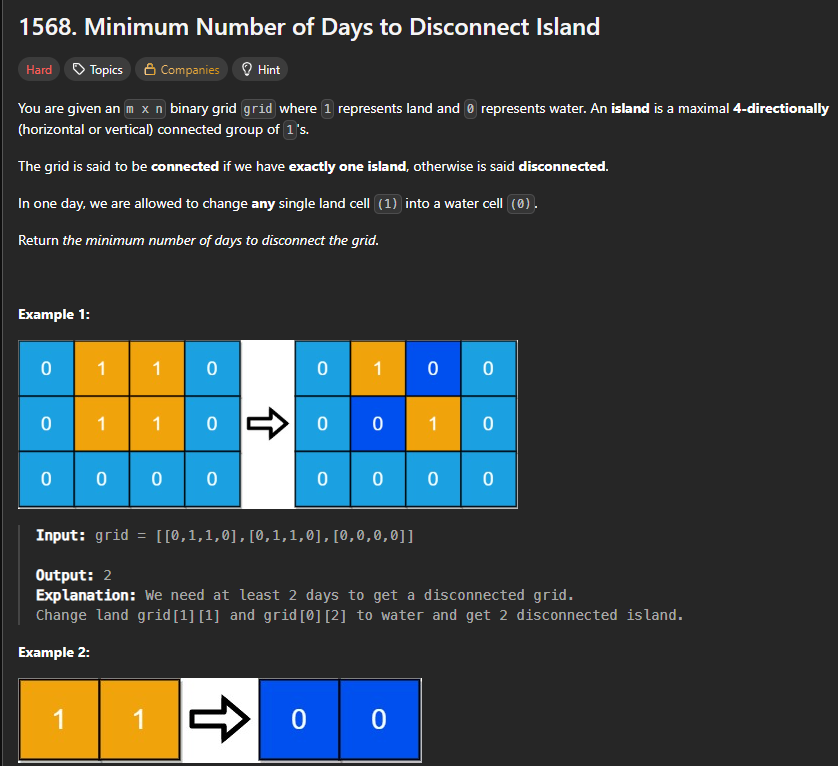 1568. Minimum Number of Days to Disconnect Island
Hard Topics Companies Hint
You are given an m x n binary grid grid where 1 represents land and 0 represents water. An island is a maximal 4-directionally
(horizontal or vertical) connected group of 1's.
The grid is said to be connected if we have exactly one island, otherwise is said disconnected.
In one day, we are allowed to change any single land cell (1) into a water cell (0).
Return the minimum number of days to disconnect the grid.
Example 1:
0 1 1 0 0 1 0 0
0 1 1 0 0 0 1 0
0 0 0 0 0 0 0 0
Input: grid = [[0,1,1,0],[0,1,1,0],[0,0,0,0]]
Output: 2
Explanation: We need at least 2 days to get a disconnected grid.
Change land grid[1][1] and grid[0][2] to water and get 2 disconnected island.
Example 2:
1 1 0 0